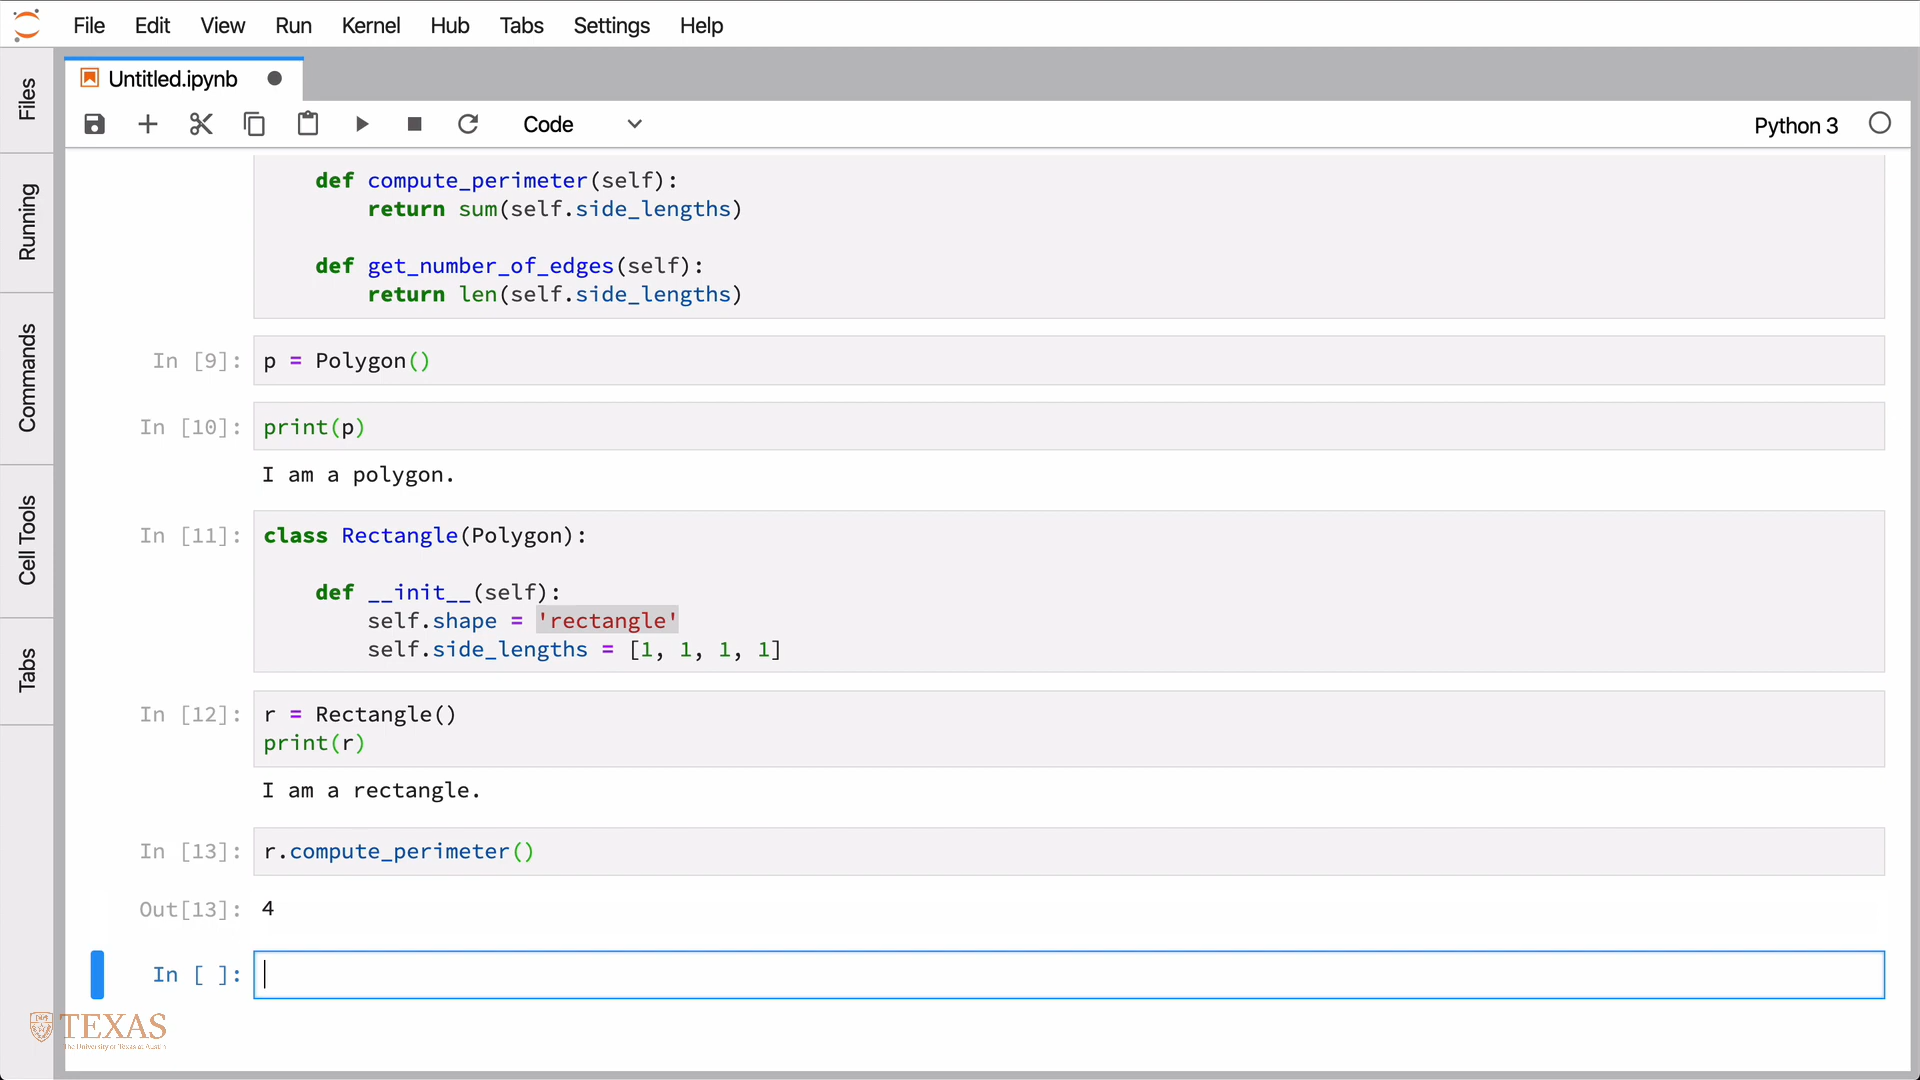 File Edit View Run Kernel Hub Tabs Settings Help
Files
Running
Commands
Cell Tools
Tabs
Untitled.ipynb
Code
Python 3
def compute_perimeter(self):
return sum(self.side_lengths)
def get_number_of_edges(self):
return len(self.side_lengths)
In [9]: p = Polygon()
In [10]: print(p)
I am a polygon.
In [11]: class Rectangle(Polygon):
def __init__(self):
self.shape = 'rectangle'
self.side_lengths = [1, 1, 1, 1]
In [12]: r = Rectangle()
print(r)
I am a rectangle.
In [13]: r.compute_perimeter()
Out[13]: 4
In [ ]:
TEXAS
The University of Texas at Austin